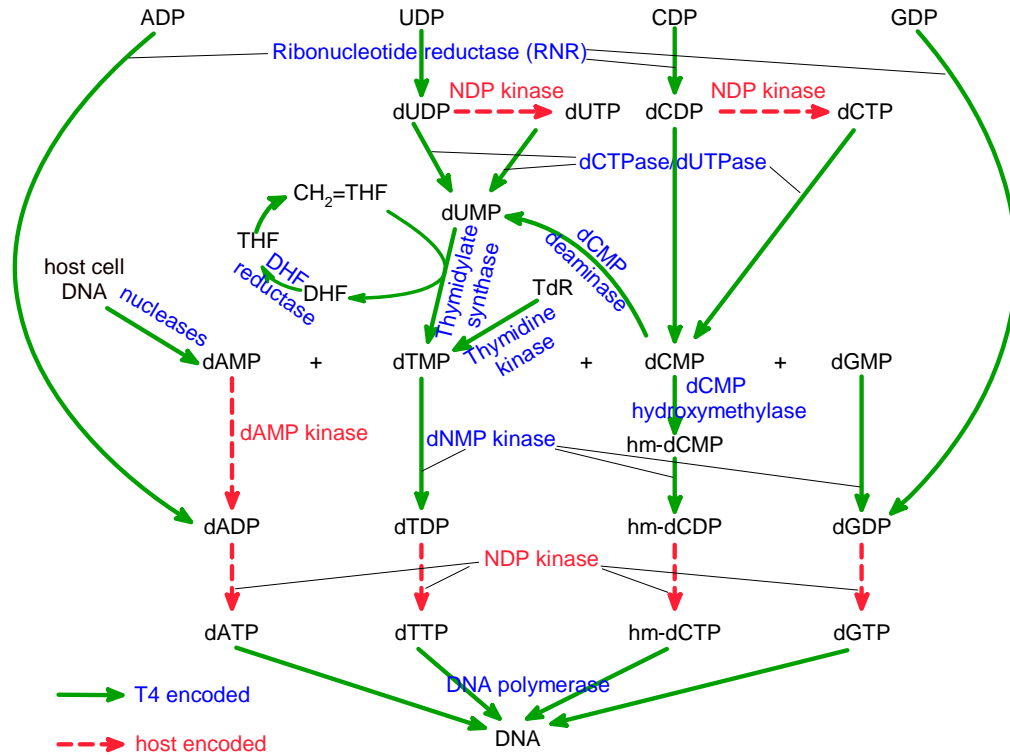 ADP UDP CDP GDP
Ribonucleotide reductase (RNR)
NDP kinase NDP kinase
dUDP dUTP dCDP dCTP
dCTPase/dUTPase
CH2=THF
dUMP
THF
dCMP
deaminase
host cell
DNA
DHF
reductase
DHF
Thymidylate
synthase
TdR
nucleases
Thymidine
kinase
dAMP + dTMP + dCMP + dGMP
dCMP
hydroxymethylase
dAMP kinase
dNMP kinase
hm-dCMP
dADP dTDP hm-dCDP dGDP
NDP kinase
dATP dTTP hm-dCTP dGTP
T4 encoded
DNA polymerase
host encoded
DNA